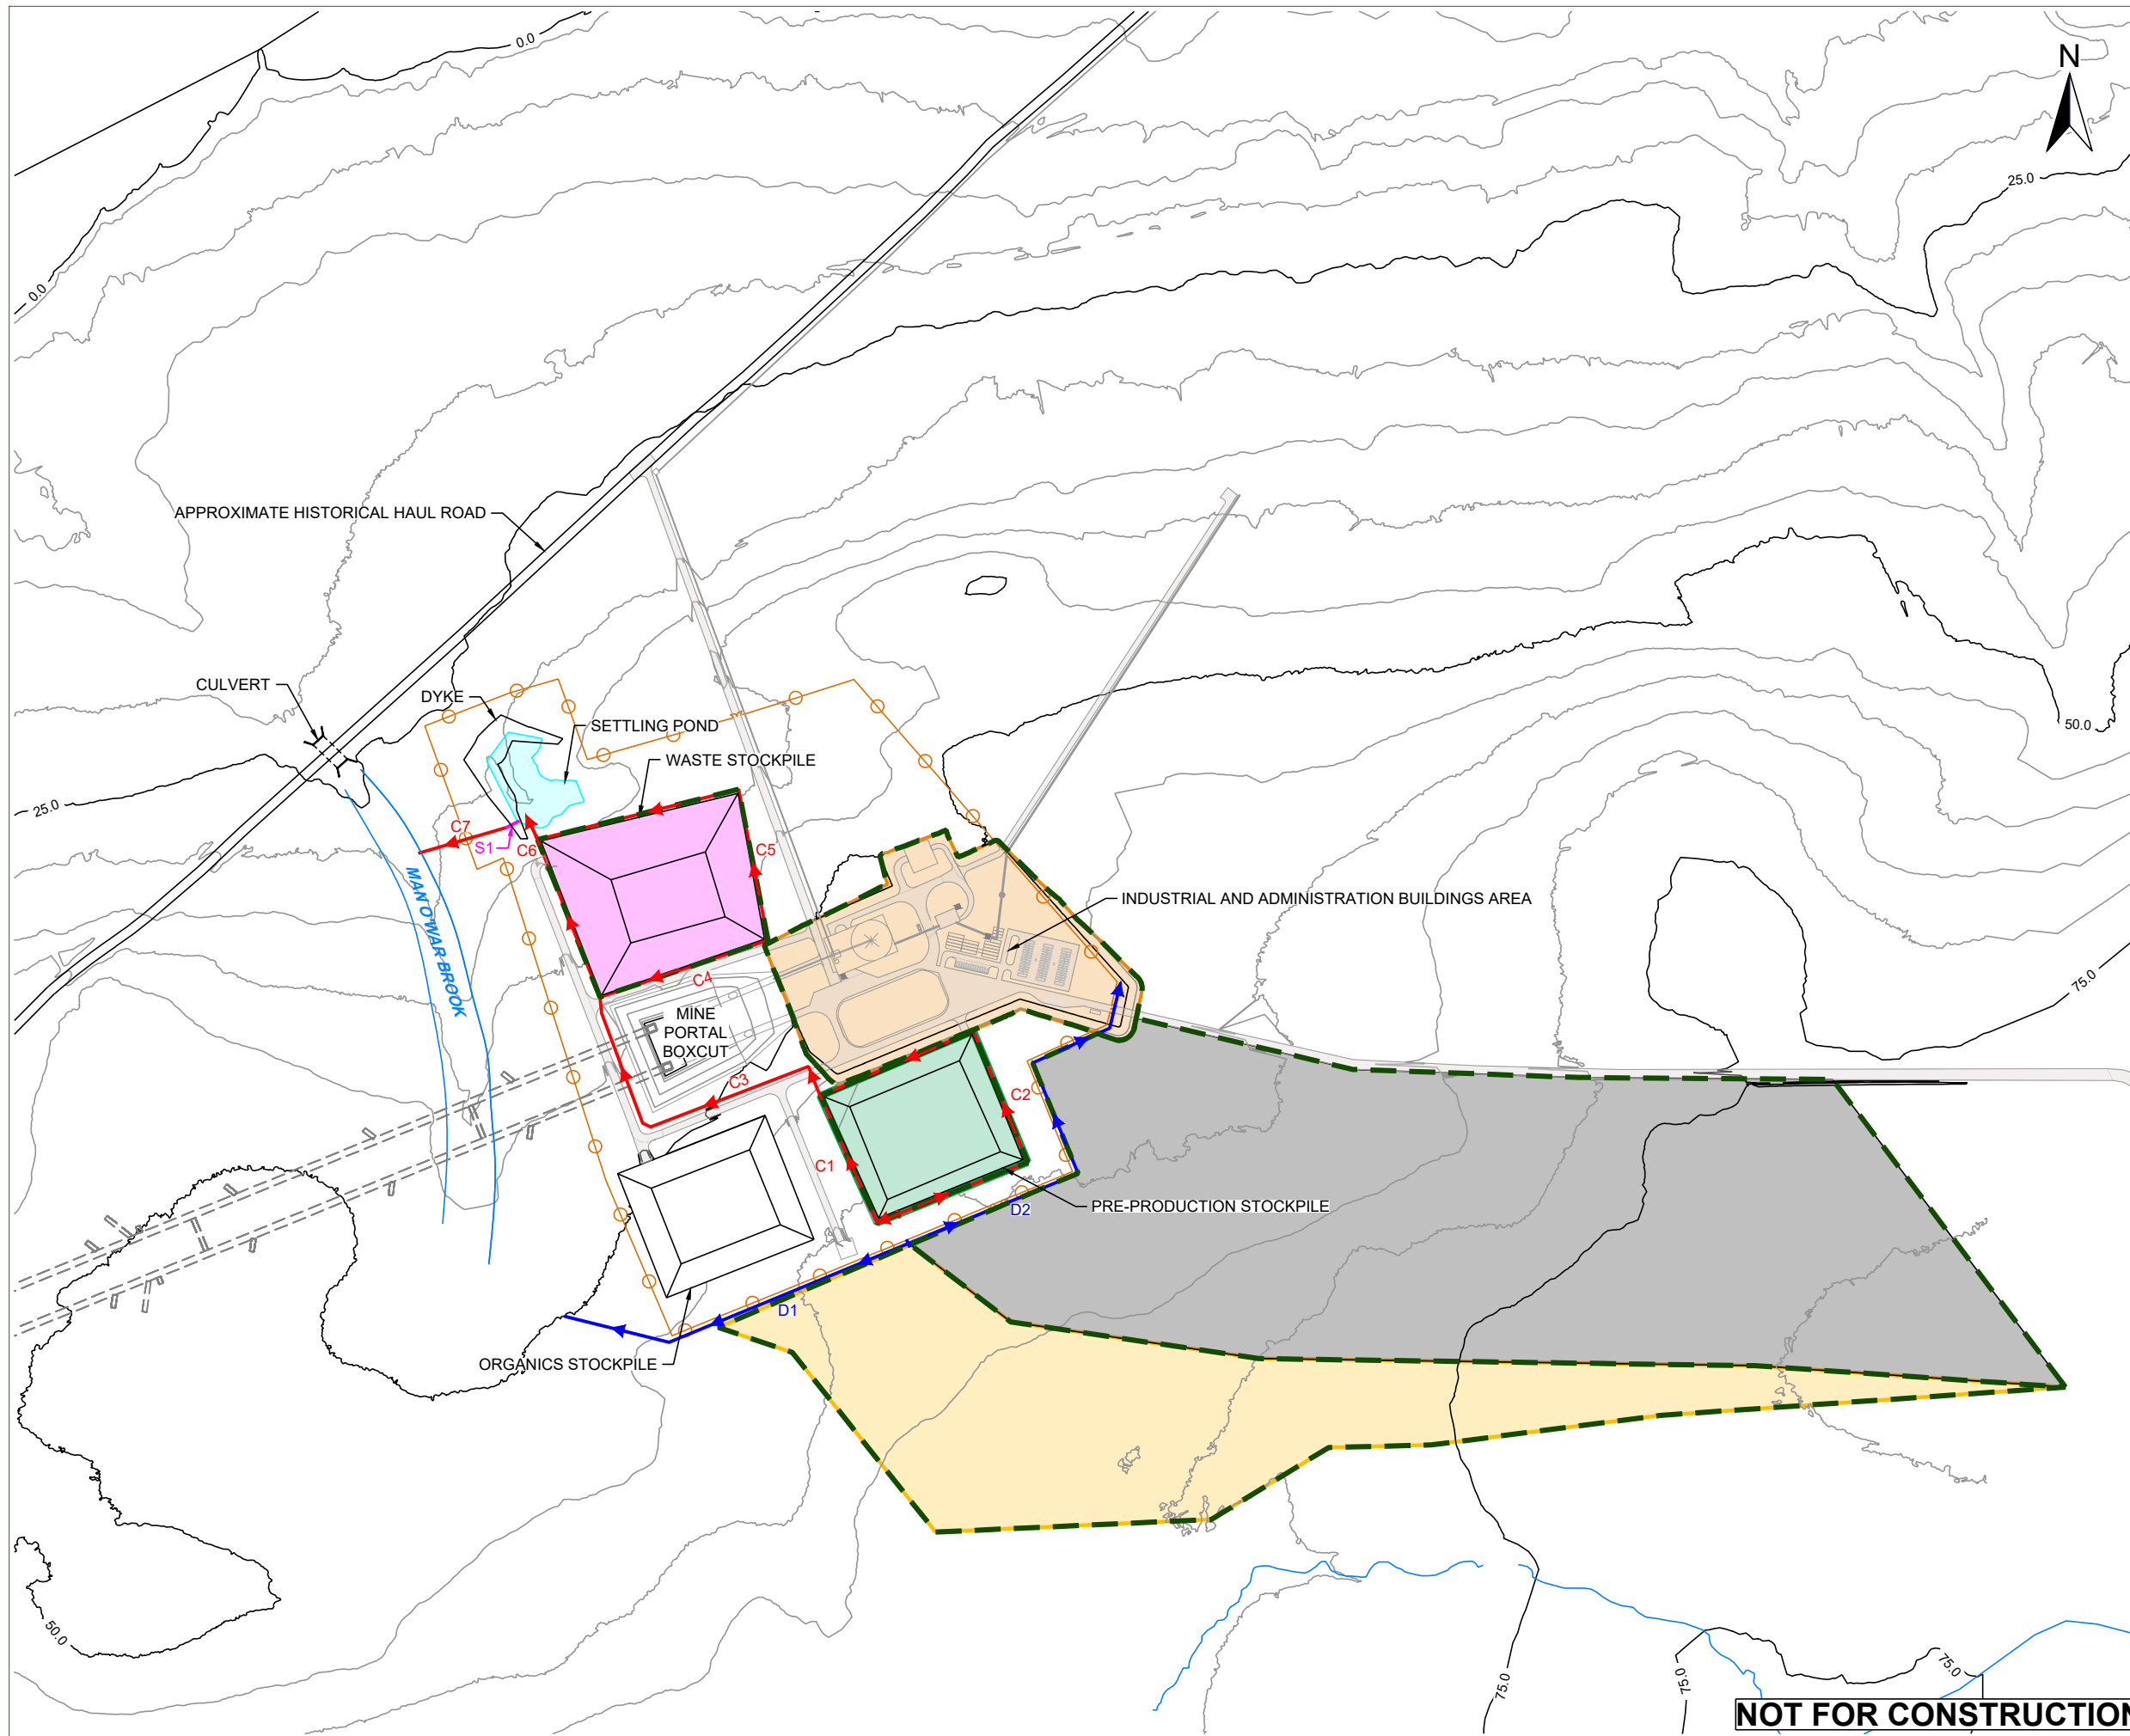 0.0
N
25.0
0.0
APPROXIMATE HISTORICAL HAUL ROAD
CULVERT
DYKE
SETTLING POND
50.0
WASTE STOCKPILE
25.0
C7
S1
C6
C5
MAN O'WAR BROOK
INDUSTRIAL AND ADMINISTRATION BUILDINGS AREA
C4
75.0
MINE
PORTAL
BOXCUT
C3
C2
C1
PRE-PRODUCTION STOCKPILE
D2
D1
ORGANICS STOCKPILE
50.0
75.0
75.0
75.0
NOT FOR CONSTRUCTION